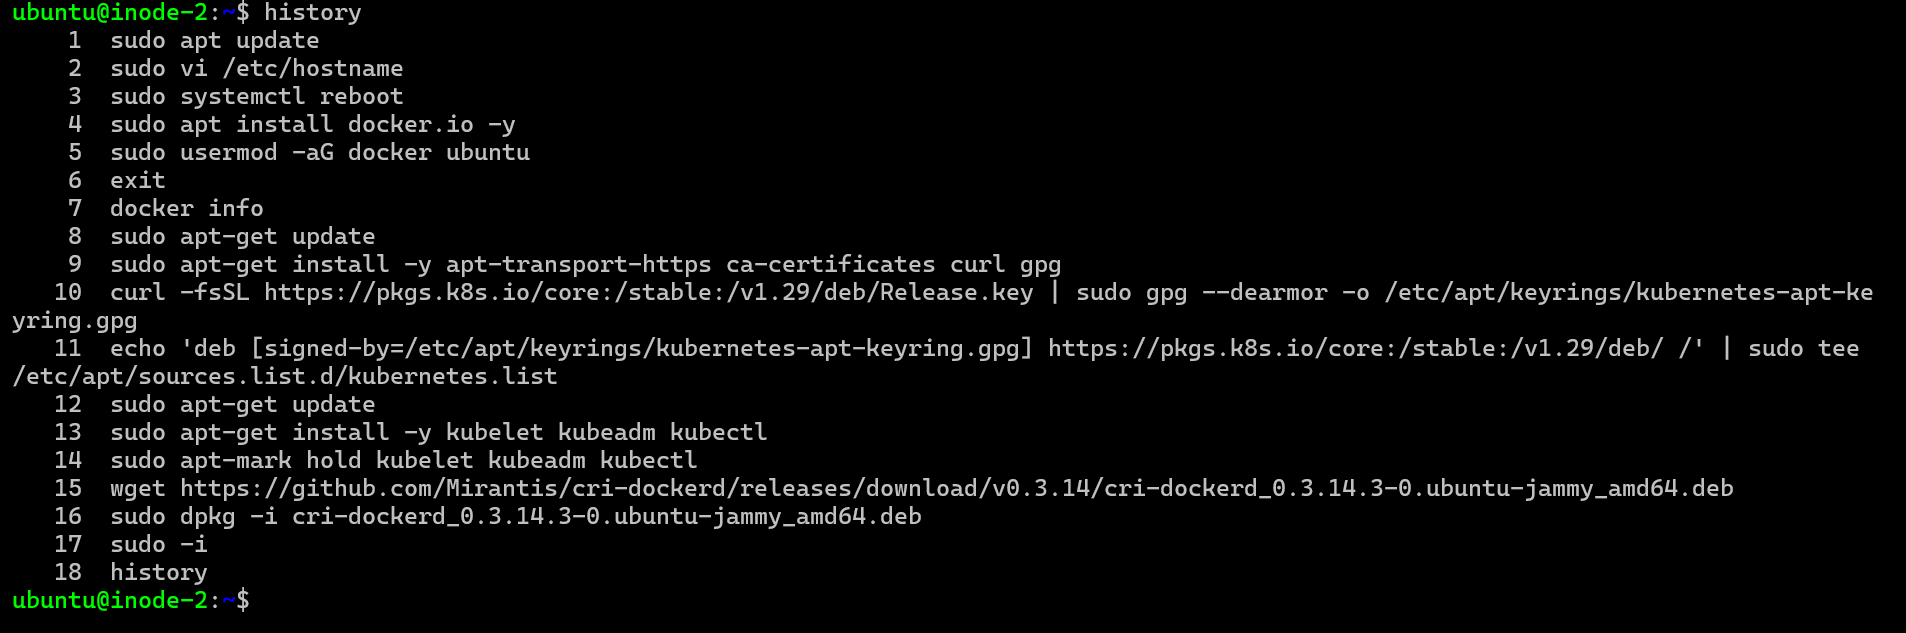 ubuntu@inode-2:~$ history
    1  sudo apt update
    2  sudo vi /etc/hostname
    3  sudo systemctl reboot
    4  sudo apt install docker.io -y
    5  sudo usermod -aG docker ubuntu
    6  exit
    7  docker info
    8  sudo apt-get update
    9  sudo apt-get install -y apt-transport-https ca-certificates curl gpg
   10  curl -fsSL https://pkgs.k8s.io/core:/stable:/v1.29/deb/Release.key | sudo gpg --dearmor -o /etc/apt/keyrings/kubernetes-apt-ke
yring.gpg
   11  echo 'deb [signed-by=/etc/apt/keyrings/kubernetes-apt-keyring.gpg] https://pkgs.k8s.io/core:/stable:/v1.29/deb/ /' | sudo tee
/etc/apt/sources.list.d/kubernetes.list
   12  sudo apt-get update
   13  sudo apt-get install -y kubelet kubeadm kubectl
   14  sudo apt-mark hold kubelet kubeadm kubectl
   15  wget https://github.com/Mirantis/cri-dockerd/releases/download/v0.3.14/cri-dockerd_0.3.14.3-0.ubuntu-jammy_amd64.deb
   16  sudo dpkg -i cri-dockerd_0.3.14.3-0.ubuntu-jammy_amd64.deb
   17  sudo -i
   18  history
ubuntu@inode-2:~$